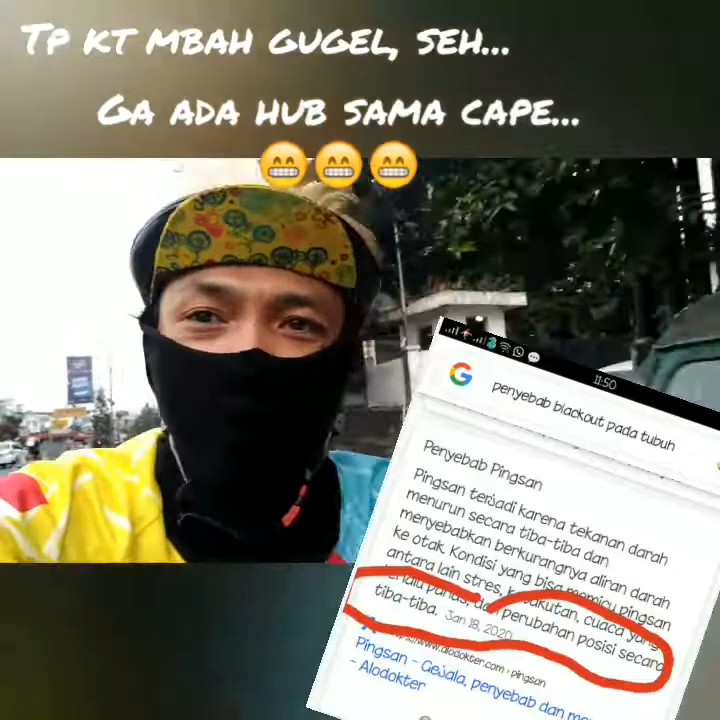 Tp kt mbah gugel, seh...
Ga ada hub sama cape...
11:50
penyebab blackout pada tubuh
Penyebab Pingsan
Pingsan terjadi karena tekanan darah
menurun secara tiba-tiba dan
menyebabkan berkurangnya aliran darah
ke otak. Kondisi yang bisa memicu pingsan
antara lain stres, ketakutan, cuaca yang
terlalu panas, dan perubahan posisi secara
tiba-tiba. Jan 18, 2020
https://www.alodokter.com › pingsan
Pingsan - Gejala, penyebab dan me
- Alodokter